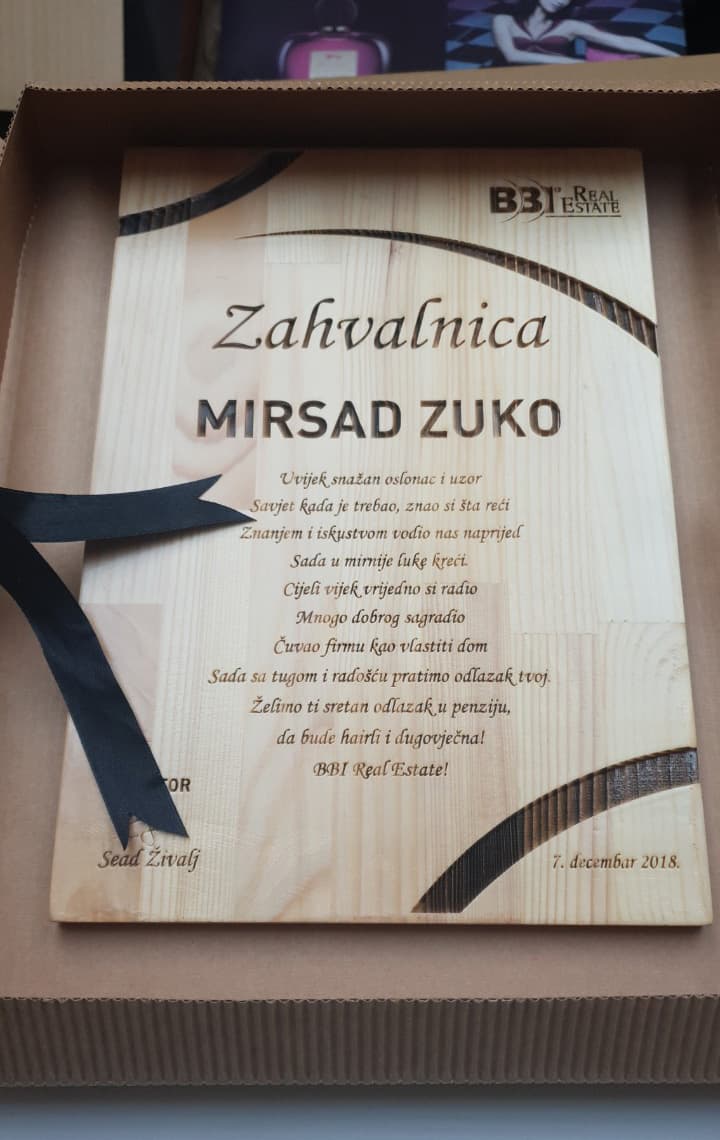 BBI Real Estate
Zahvalnica
MIRSAD ZUKO
Uvijek snažan oslonac i uzor
Savjet kada je trebao, znao si šta reći
Znanjem i iskustvom vodio nas naprijed
Sada u mirnije luke kreći.
Cijeli vijek vrijedno si radio
Mnogo dobrog sagradio
Čuvao firmu kao vlastiti dom
Sada sa tugom i radošću pratimo odlazak tvoj.
Želimo ti sretan odlazak u penziju,
da bude hairli i dugovječna!
BBI Real Estate!
Sead Živalj
7. decembar 2018.